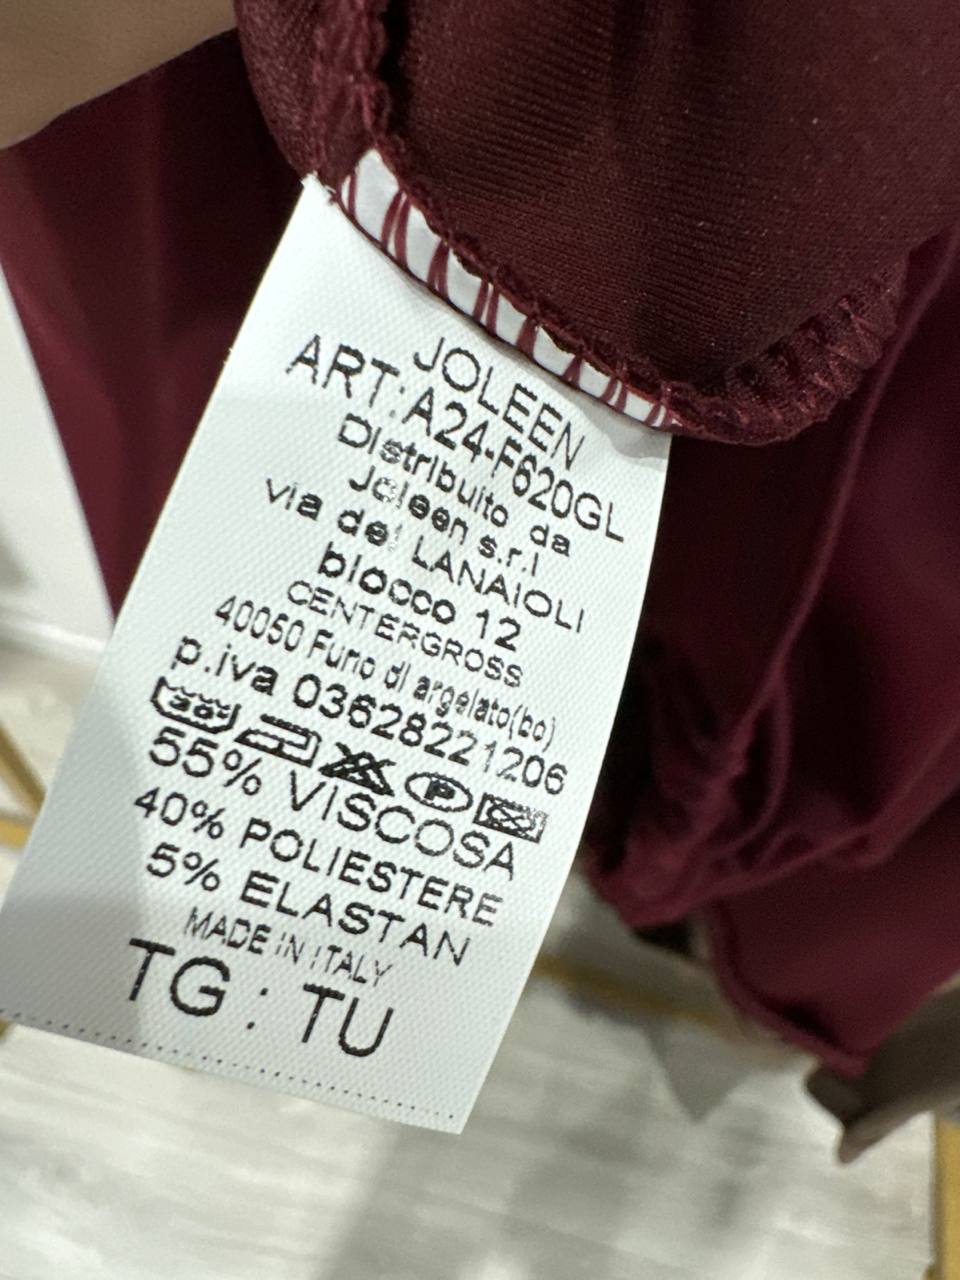 JOLEEN
ART:A24-F620GL
Distribuito da
Joleen s.r.l
via dei LANAIOLI
blocco 12
CENTERGROSS
40050 Funo di argelato(bo)
p.iva 03628221206
30° P
55% VISCOSA
40% POLIESTERE
5% ELASTAN
MADE IN ITALY
TG : TU